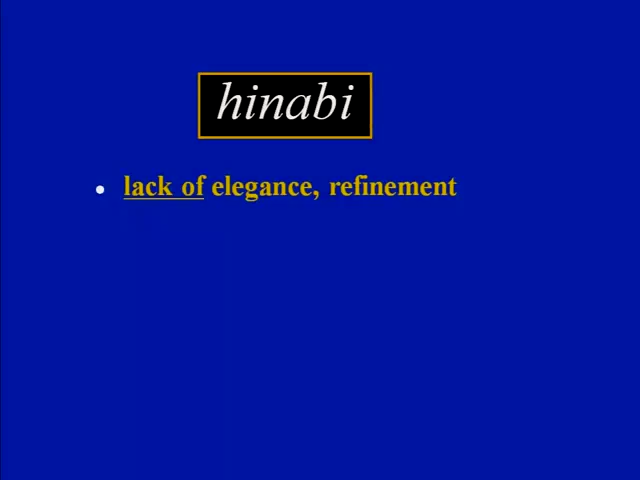 hinabi
• lack of elegance, refinement